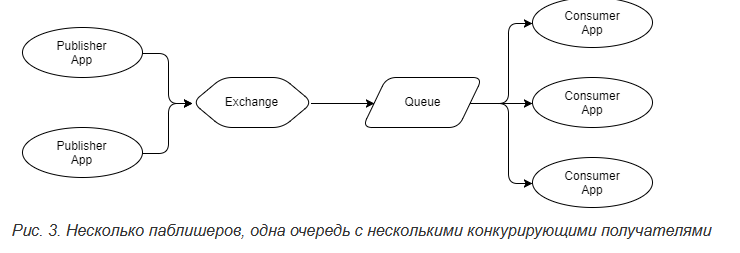 Publisher
App
Publisher
App
Exchange
Queue
Consumer
App
Consumer
App
Consumer
App
Рис. 3. Несколько паблишеров, одна очередь с несколькими конкурирующими получателями